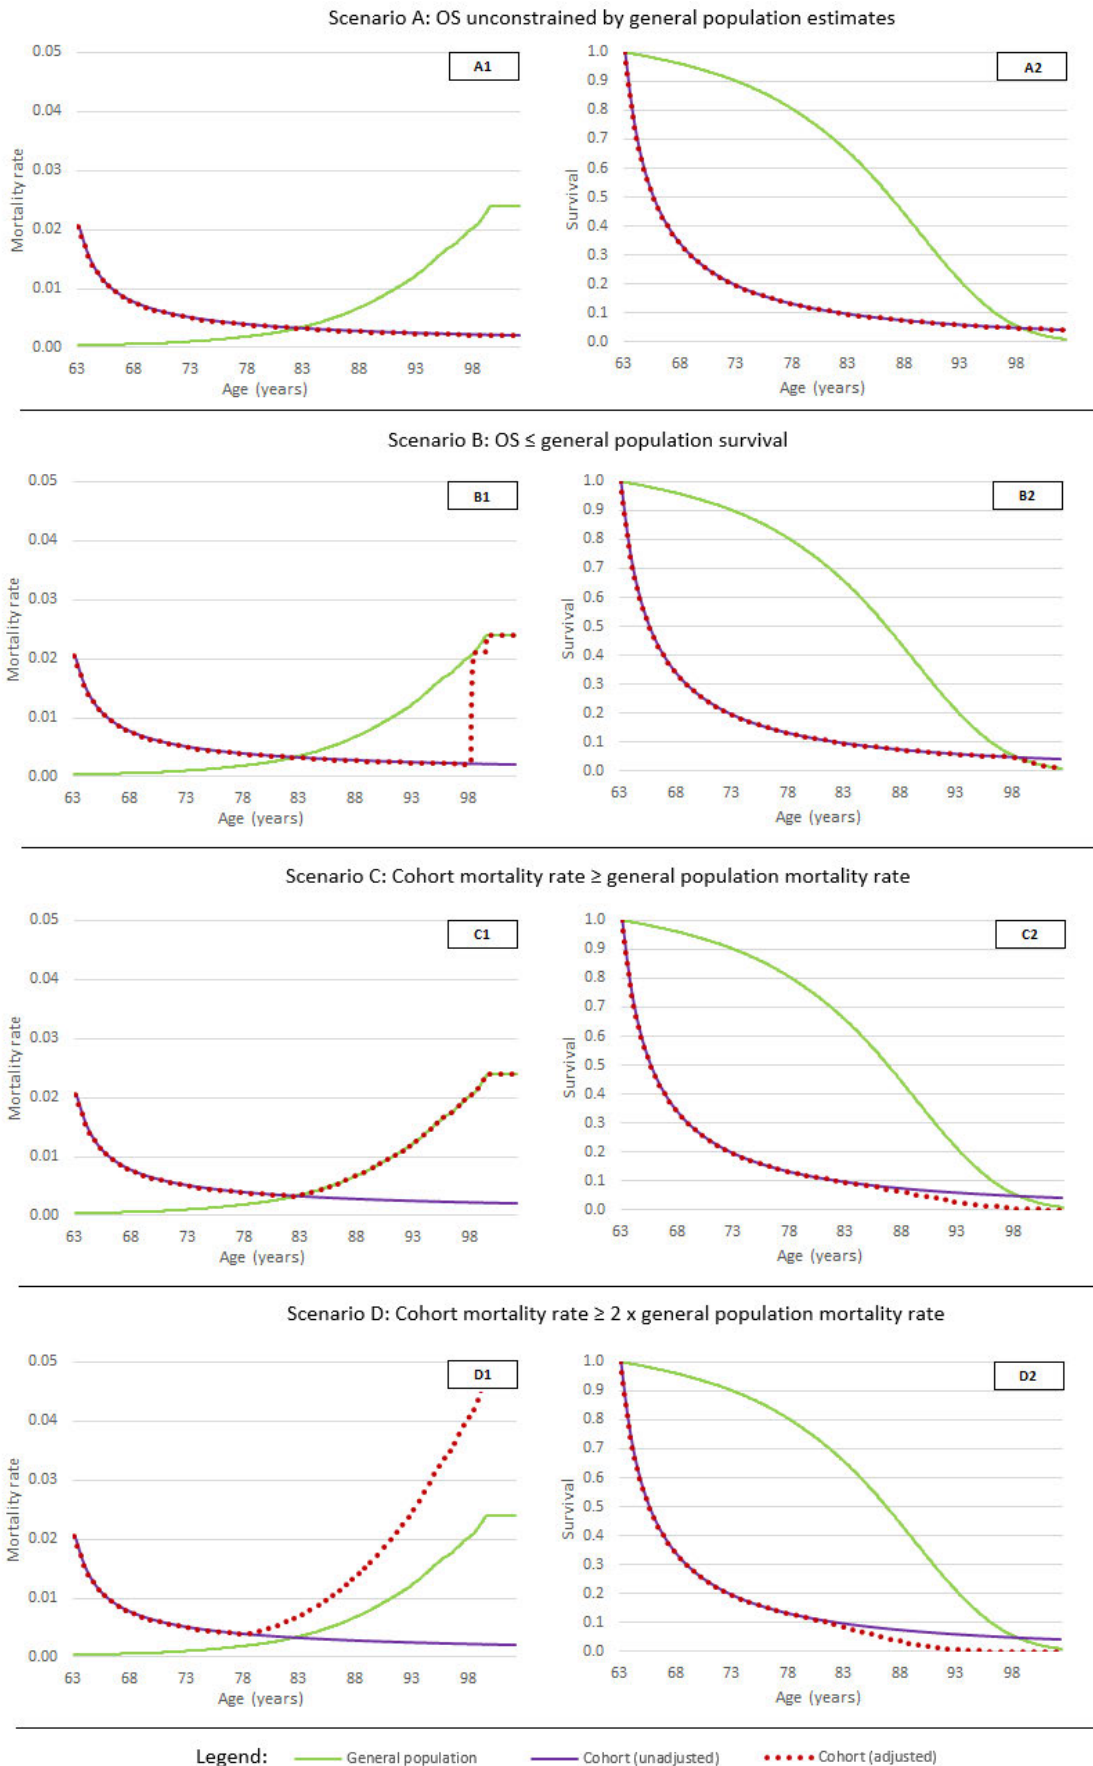 Scenario A: OS unconstrained by general population estimates
A1
0.05
0.04
0.03
0.02
0.01
0.00
Mortality rate
63 68 73 78 83 88 93 98
Age (years)
A2
1.0
0.9
0.8
0.7
0.6
0.5
0.4
0.3
0.2
0.1
0.0
Survival
63 68 73 78 83 88 93 98
Age (years)
Scenario B: OS ≤ general population survival
B1
0.05
0.04
0.03
0.02
0.01
0.00
Mortality rate
63 68 73 78 83 88 93 98
Age (years)
B2
1.0
0.9
0.8
0.7
0.6
0.5
0.4
0.3
0.2
0.1
0.0
Survival
63 68 73 78 83 88 93 98
Age (years)
Scenario C: Cohort mortality rate ≥ general population mortality rate
C1
0.05
0.04
0.03
0.02
0.01
0.00
Mortality rate
63 68 73 78 83 88 93 98
Age (years)
C2
1.0
0.9
0.8
0.7
0.6
0.5
0.4
0.3
0.2
0.1
0.0
Survival
63 68 73 78 83 88 93 98
Age (years)
Scenario D: Cohort mortality rate ≥ 2 x general population mortality rate
D1
0.05
0.04
0.03
0.02
0.01
0.00
Mortality rate
63 68 73 78 83 88 93 98
Age (years)
D2
1.0
0.9
0.8
0.7
0.6
0.5
0.4
0.3
0.2
0.1
0.0
Survival
63 68 73 78 83 88 93 98
Age (years)
Legend: General population Cohort (unadjusted) Cohort (adjusted)